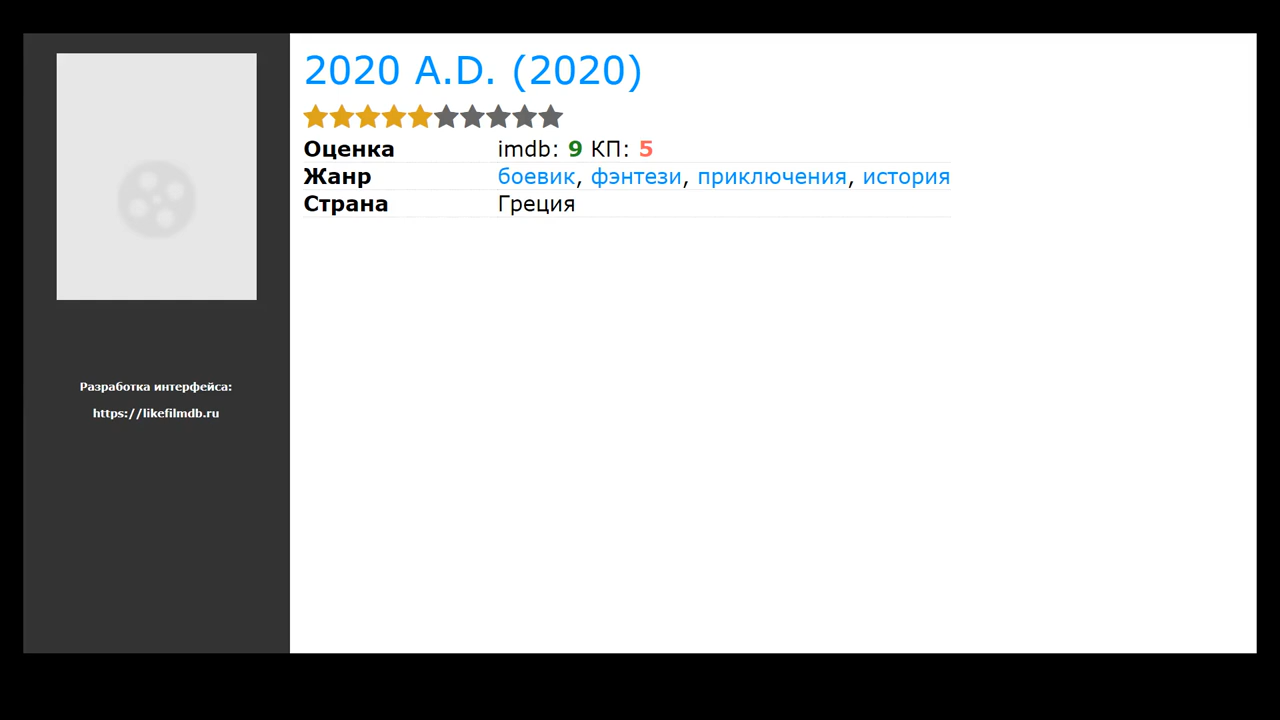 2020 A.D. (2020)
Оценка imdb: 9 КП: 5
Жанр боевик, фэнтези, приключения, история
Страна Греция
Разработка интерфейса:
https://likefilmdb.ru